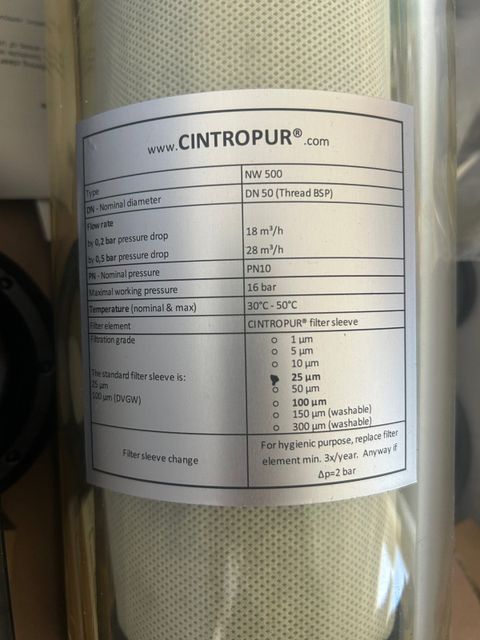 www.CINTROPUR®.com
Type NW 500
DN - Nominal diameter DN 50 (Thread BSP)
Flow rate
by 0,2 bar pressure drop 18 m³/h
by 0,5 bar pressure drop 28 m³/h
PN - Nominal pressure PN10
Maximal working pressure 16 bar
Temperature (nominal & max) 30°C - 50°C
Filter element CINTROPUR® filter sleeve
Filtration grade
The standard filter sleeve is:
25 µm
100 µm (DVGW)
1 µm
5 µm
10 µm
25 µm
50 µm
100 µm
150 µm (washable)
300 µm (washable)
Filter sleeve change
For hygienic purpose, replace filter
element min. 3x/year. Anyway if
Δp=2 bar